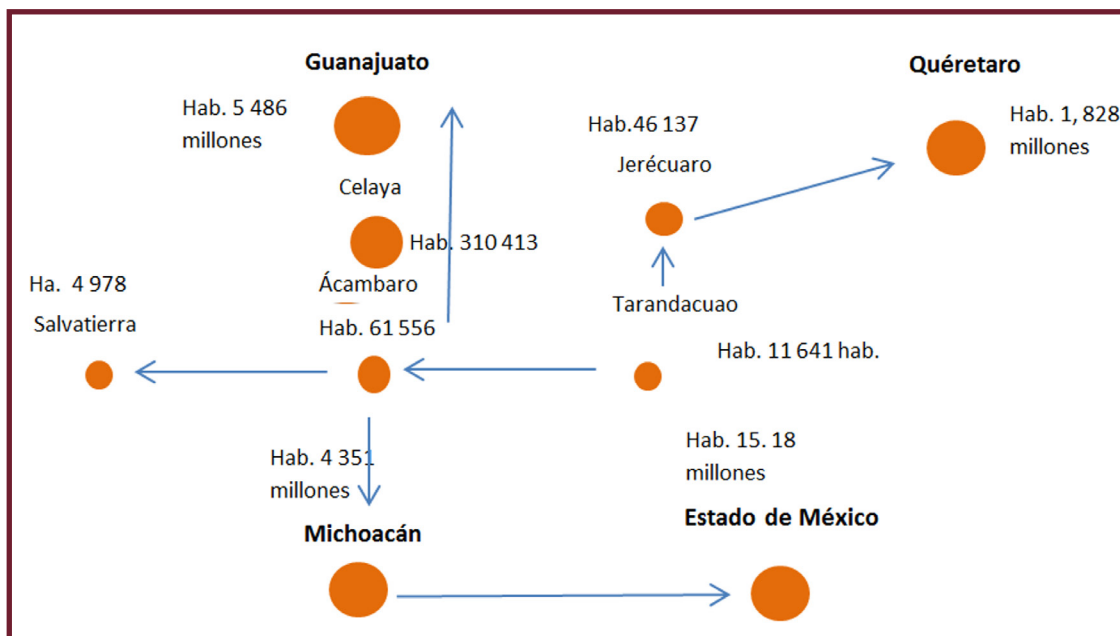 Guanajuato
Quéretaro
Hab. 5 486
millones
Hab.46 137
Hab. 1, 828
millones
Jerécuaro
Celaya
Hab. 310 413
Ha. 4 978
Ácambaro
Tarandacuao
Salvatierra
Hab. 61 556
Hab. 11 641 hab.
Hab. 4 351
millones
Hab. 15. 18
millones
Michoacán
Estado de México